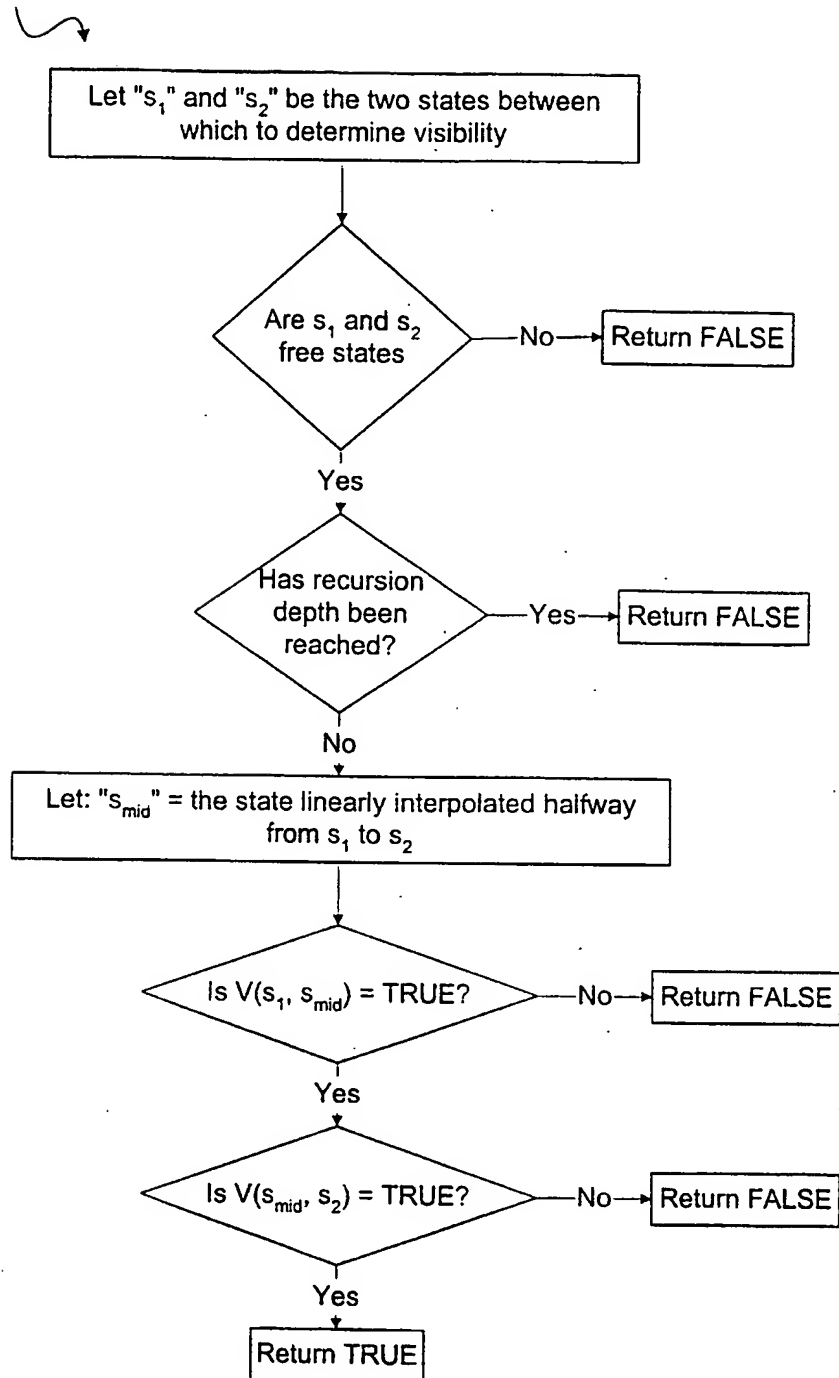 Let "s₁" and "s₂" be the two states between
which to determine visibility
Are s₁ and s₂
free states
No
Return FALSE
Yes
Has recursion
depth been
reached?
Yes
Return FALSE
No
Let: "s_mid" = the state linearly interpolated halfway
from s₁ to s₂
Is V(s₁, s_mid) = TRUE?
No
Return FALSE
Yes
Is V(s_mid, s₂) = TRUE?
No
Return FALSE
Yes
Return TRUE